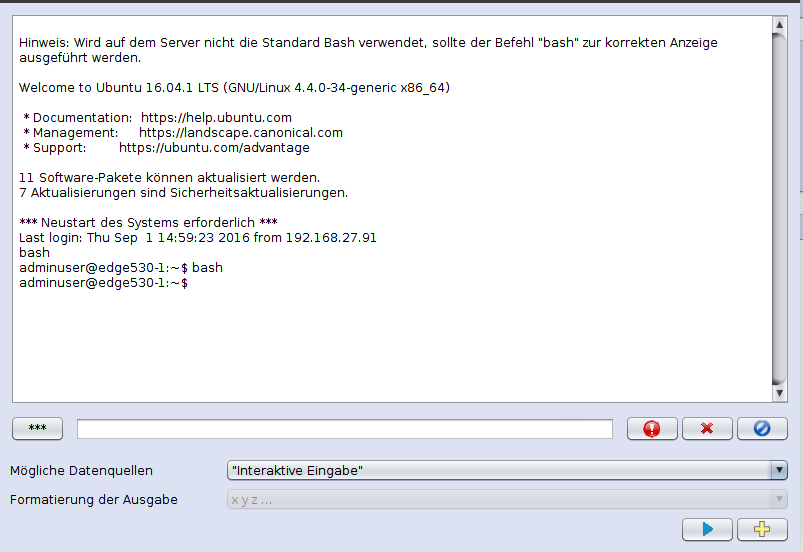 Hinweis: Wird auf dem Server nicht die Standard Bash verwendet, sollte der Befehl "bash" zur korrekten Anzeige
ausgeführt werden.
Welcome to Ubuntu 16.04.1 LTS (GNU/Linux 4.4.0-34-generic x86_64)
* Documentation:  https://help.ubuntu.com
* Management:     https://landscape.canonical.com
* Support:        https://ubuntu.com/advantage
11 Software-Pakete können aktualisiert werden.
7 Aktualisierungen sind Sicherheitsaktualisierungen.
*** Neustart des Systems erforderlich ***
Last login: Thu Sep  1 14:59:23 2016 from 192.168.27.91
bash
adminuser@edge530-1:~$ bash
adminuser@edge530-1:~$
***
Mögliche Datenquellen "Interaktive Eingabe"
Formatierung der Ausgabe x y z ...